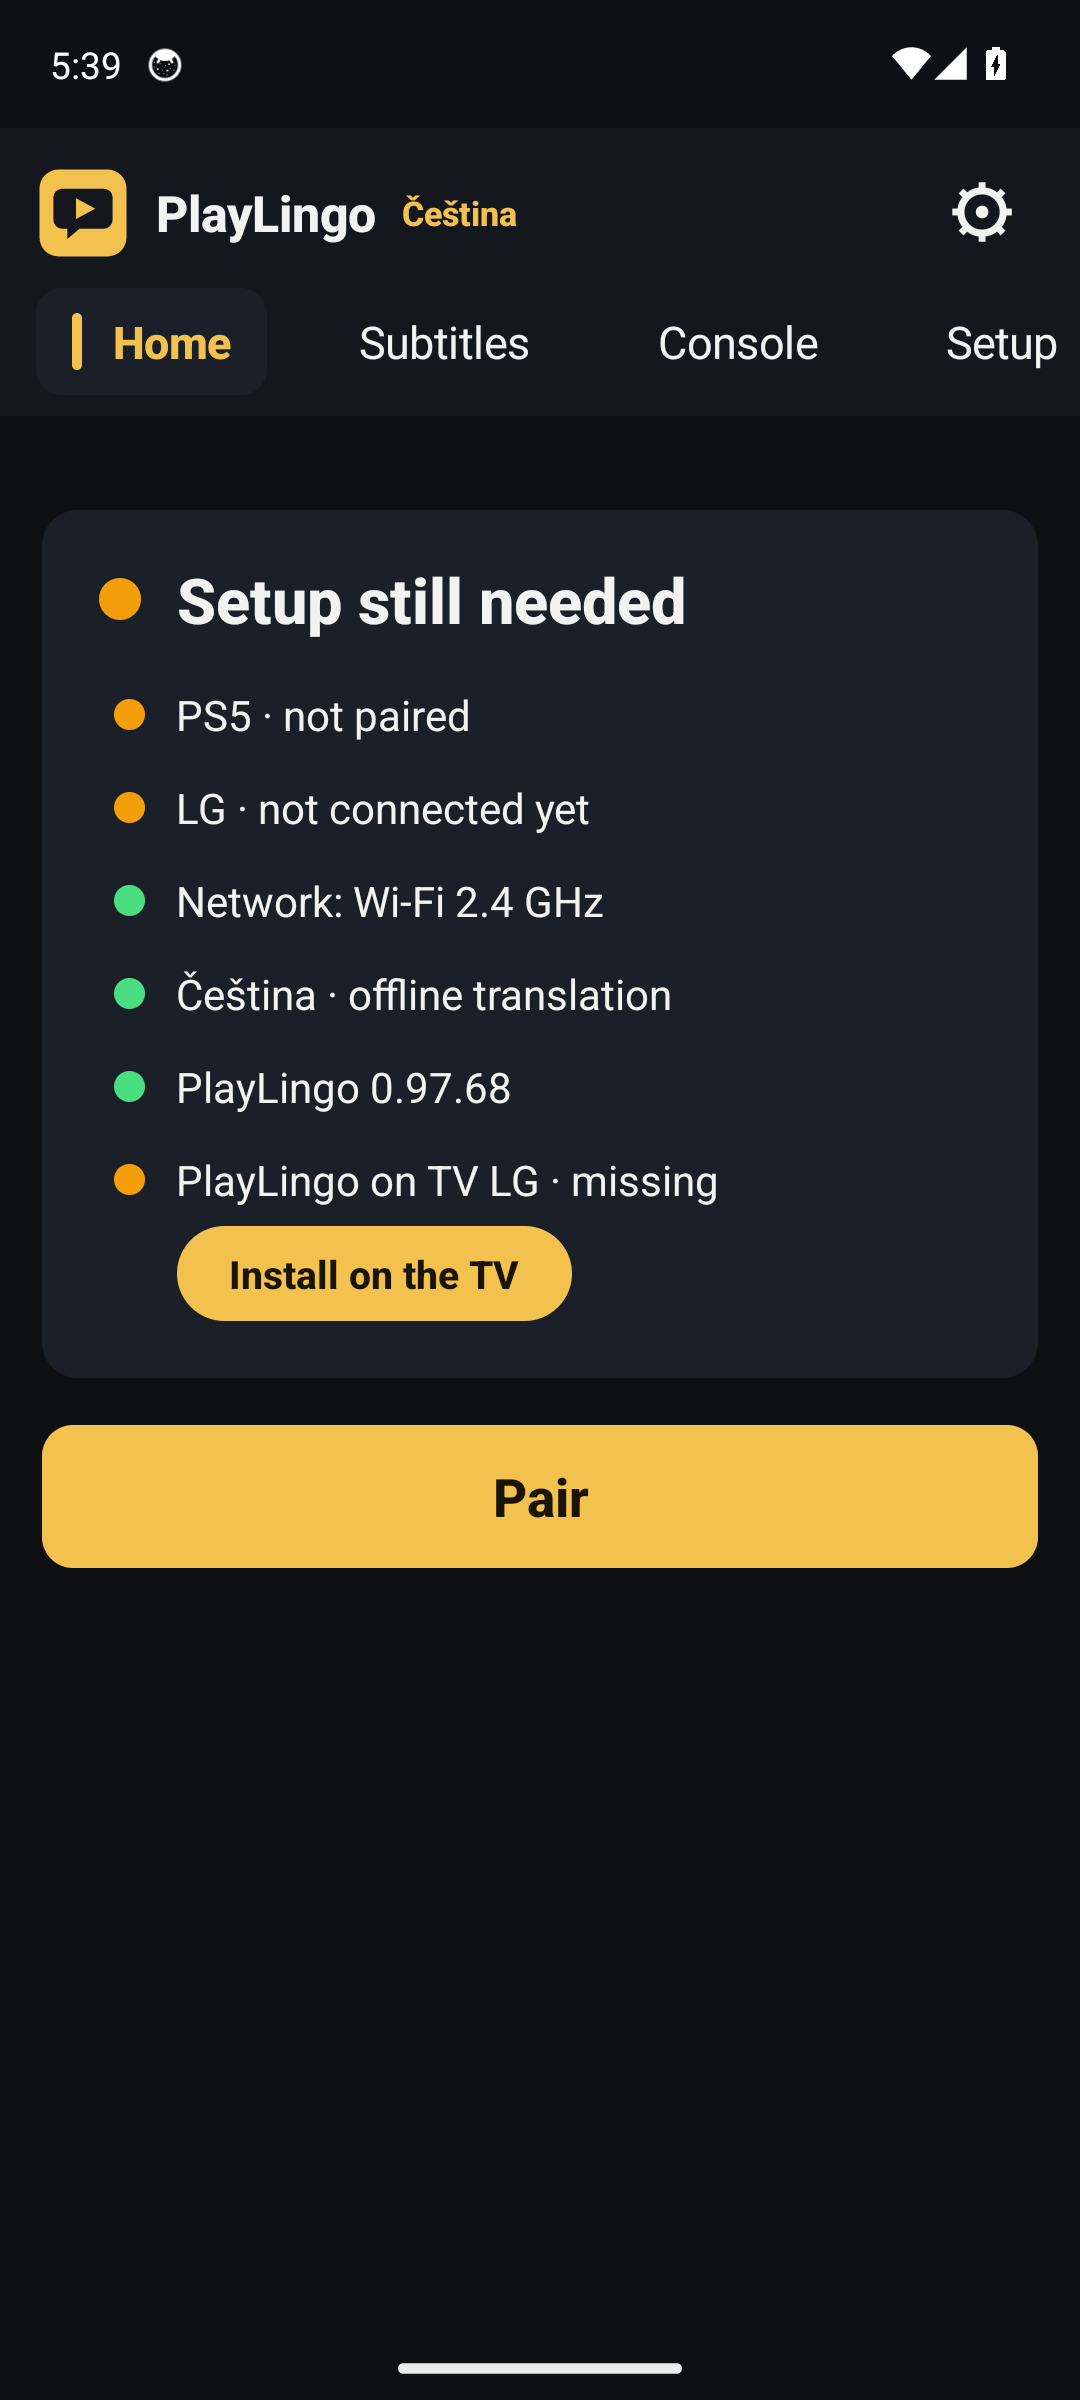 5:39
PlayLingo Čeština
Home Subtitles Console Setup
Setup still needed
PS5 · not paired
LG · not connected yet
Network: Wi-Fi 2.4 GHz
Čeština · offline translation
PlayLingo 0.97.68
PlayLingo on TV LG · missing
Install on the TV
Pair